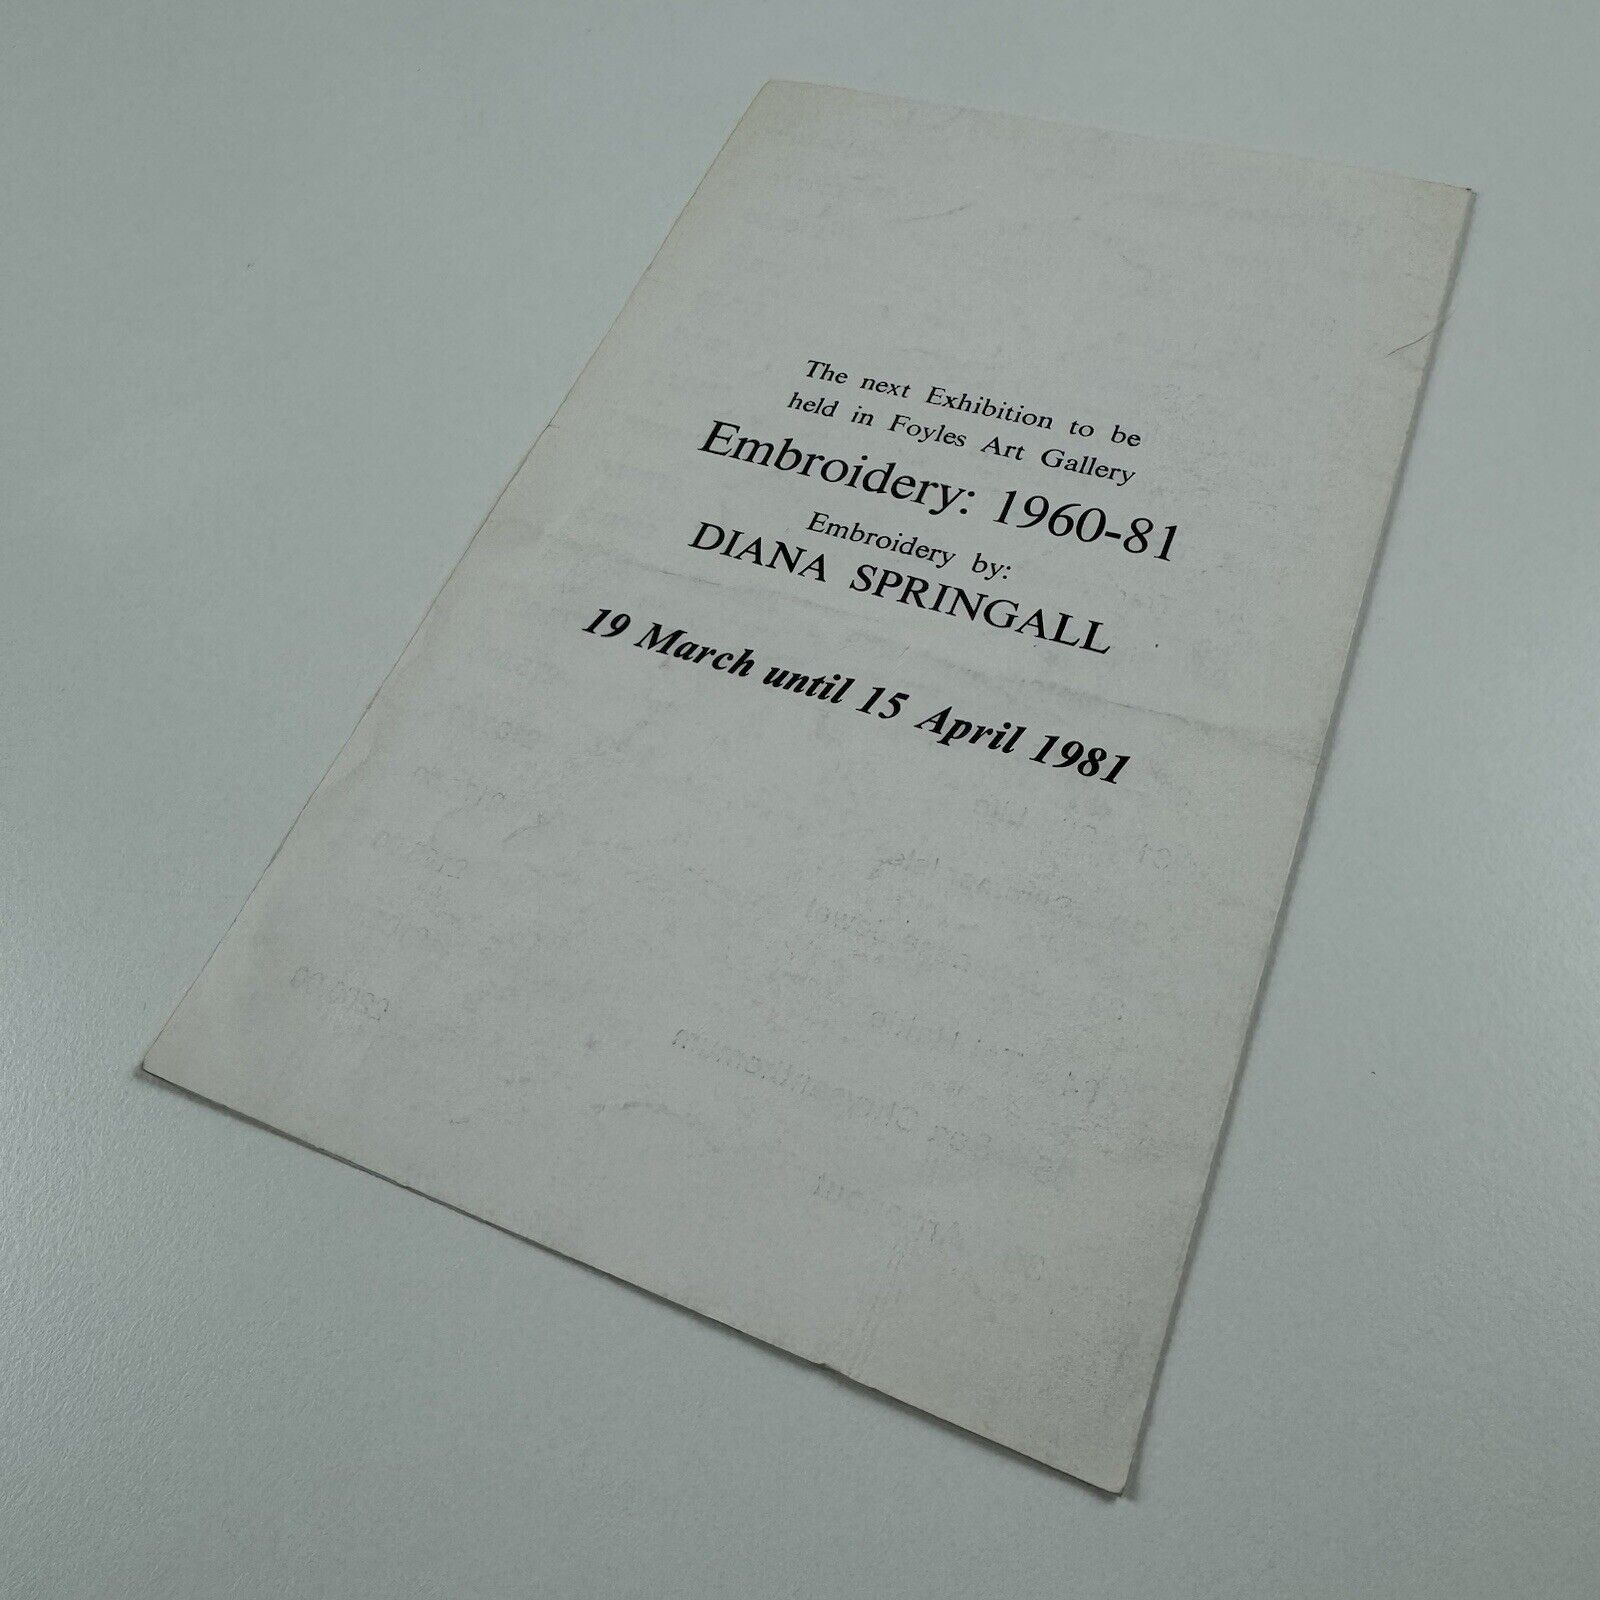 The next Exhibition to be
held in Foyles Art Gallery
Embroidery: 1960-81
Embroidery by:
DIANA SPRINGALL
19 March until 15 April 1981